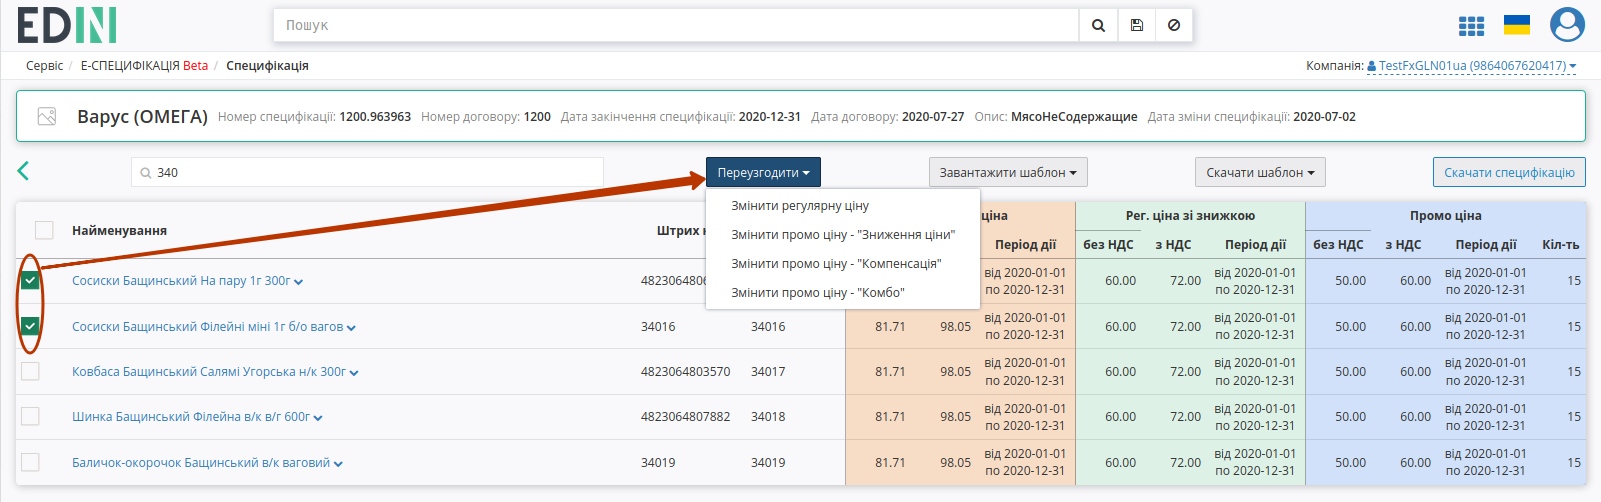 EDIN
Пошук
Сервіс / Е-СПЕЦИФІКАЦІЯ Beta / Специфікація
Компанія: TestFxGLN01ua (9864067620417)
Варус (ОМЕГА) Номер специфікації: 1200.963963 Номер договору: 1200 Дата закінчення специфікації: 2020-12-31 Дата договору: 2020-07-27 Опис: МясоНеСодержащие Дата зміни специфікації: 2020-07-02
340
Переузгодити
Завантажити шаблон
Скачати шаблон
Скачати специфікацію
Змінити регулярну ціну
Змінити промо ціну - "Зниження ціни"
Змінити промо ціну - "Компенсація"
Змінити промо ціну - "Комбо"
Найменування Штрих ціна Рег. ціна зі знижкою Промо ціна
Період дії без НДС з НДС Період дії без НДС з НДС Період дії Кіл-ть
Сосиски Бащинський На пару 1г 300г від 2020-01-01 60.00 72.00 від 2020-01-01 50.00 60.00 від 2020-01-01 15
по 2020-12-31 по 2020-12-31 по 2020-12-31
Сосиски Бащинський Філейні міні 1г б/о вагов 34016 34016 81.71 98.05 від 2020-01-01 60.00 72.00 від 2020-01-01 50.00 60.00 від 2020-01-01 15
по 2020-12-31 по 2020-12-31 по 2020-12-31
Ковбаса Бащинський Салямі Угорська н/к 300г 4823064803570 34017 81.71 98.05 від 2020-01-01 60.00 72.00 від 2020-01-01 50.00 60.00 від 2020-01-01 15
по 2020-12-31 по 2020-12-31 по 2020-12-31
Шинка Бащинський Філейна в/к в/г 600г 4823064807882 34018 81.71 98.05 від 2020-01-01 60.00 72.00 від 2020-01-01 50.00 60.00 від 2020-01-01 15
по 2020-12-31 по 2020-12-31 по 2020-12-31
Баличок-окорочок Бащинський в/к ваговий 34019 34019 81.71 98.05 від 2020-01-01 60.00 72.00 від 2020-01-01 50.00 60.00 від 2020-01-01 15
по 2020-12-31 по 2020-12-31 по 2020-12-31